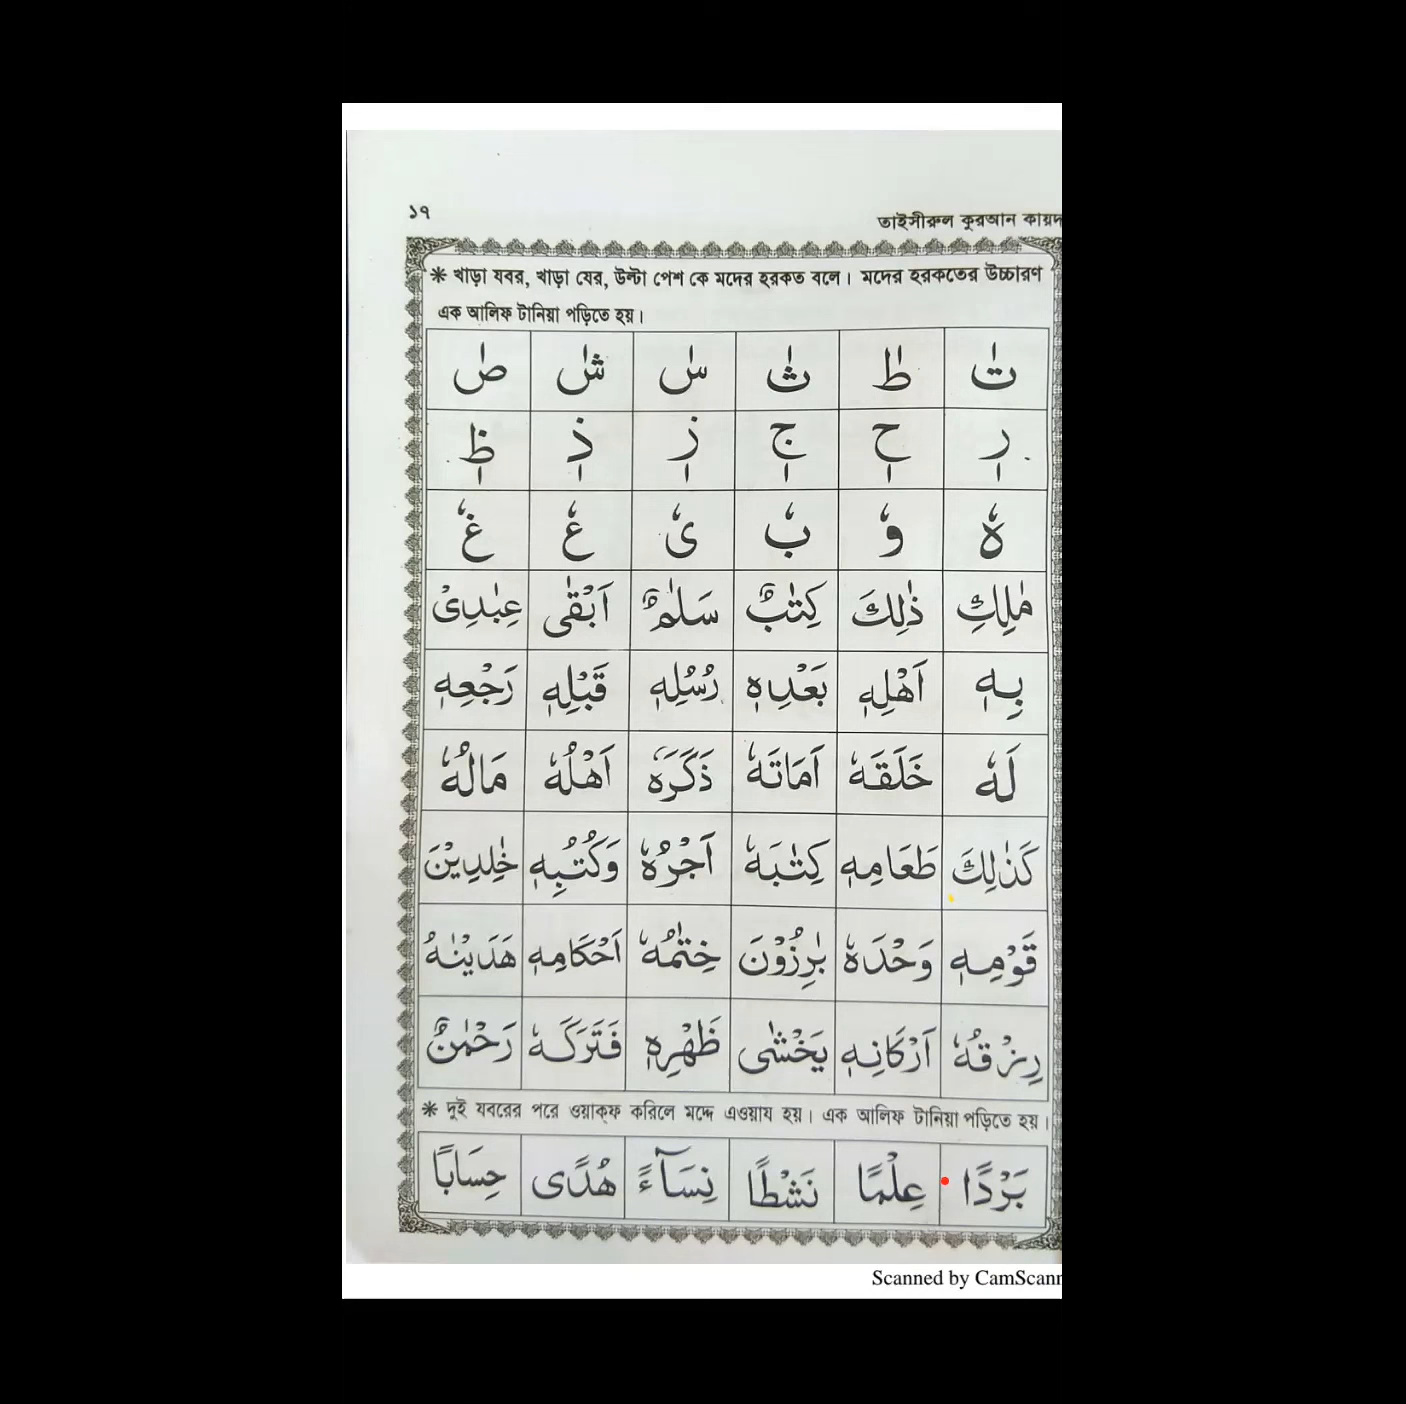 ১৭
তাইসীরুল কুরআন কায়দ
* খাড়া যবর, খাড়া যের, উল্টা পেশ কে মদের হরকত বলে। মদের হরকতের উচ্চারণ
এক আলিফ টানিয়া পড়িতে হয়।
تٰ طٰ ثٰ سٰ شٰ صٰ
رٖ حٖ جٖ زٖ ذٖ ظٖ
هٗ وٗ بٗ یٗ عٗ غٗ
مٰلِكِ ذٰلِكَ كِتٰبٌ سَلٰمٌ اَبْقٰى عِبٰدِیْ
بِهٖ اَهْلِهٖ بَعْدِهٖ رُسُلِهٖ قَبْلِهٖ رَجْعِهٖ
لَهٗ خَلَقَهٗ اَمَاتَهٗ ذَكَرَهٗ اَهْلُهٗ مَالُهٗ
كَذٰلِكَ طَعَامِهٖ كِتٰبَهٗ اَجْرُهٗ وَكُتُبِهٖ خٰلِدِيْنَ
قَوْمِهٖ وَحْدَهٗ بٰرِزُوْنَ خِتٰمُهٗ اَحْكَامِهٖ هَدَيْنٰهُ
رِزْقُهٗ اَرْكَانِهٖ يَخْشٰى ظَهْرِهٖ فَتَرَكَهٗ رَحْمٰنٌ
* দুই যবরের পরে ওয়াক্ফ করিলে মদ্দে এওয়ায হয়। এক আলিফ টানিয়া পড়িতে হয়।
بَرْدًا عِلْمًا نَشْطًا نِسَآءً هُدًى حِسَابًا
Scanned by CamScann